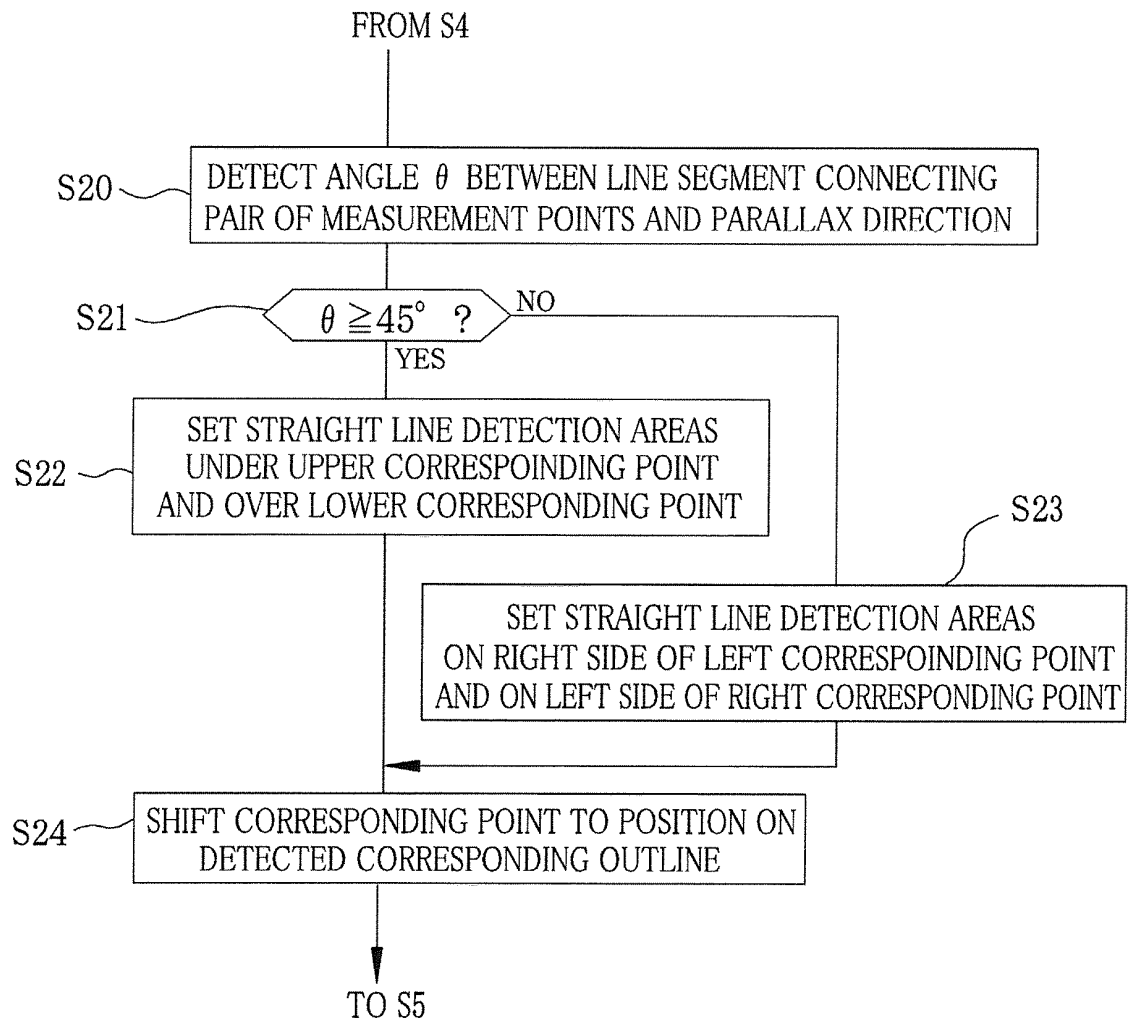 FROM S4
S20
DETECT ANGLE θ BETWEEN LINE SEGMENT CONNECTING
PAIR OF MEASUREMENT POINTS AND PARALLAX DIRECTION
S21
θ ≧ 45° ?
NO
YES
S22
SET STRAIGHT LINE DETECTION AREAS
UNDER UPPER CORRESPOINDING POINT
AND OVER LOWER CORRESPONDING POINT
S23
SET STRAIGHT LINE DETECTION AREAS
ON RIGHT SIDE OF LEFT CORRESPOINDING POINT
AND ON LEFT SIDE OF RIGHT CORRESPONDING POINT
S24
SHIFT CORRESPONDING POINT TO POSITION ON
DETECTED CORRESPONDING OUTLINE
TO S5